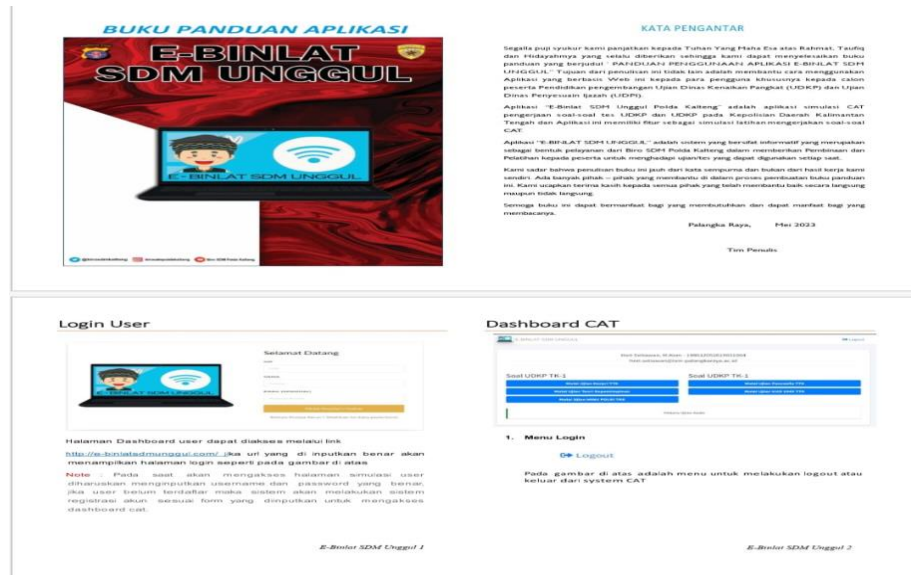 BUKU PANDUAN APLIKASI
E-BINLAT
SDM UNGGUL
E - BINLAT SDM UNGGUL
KATA PENGANTAR
Segala puji syukur kami panjatkan kepada Tuhan Yang Maha Esa atas Rahmat, Taufiq
dan Hidayahnya yang selalu diberikan sehingga kami dapat menyelesaikan buku
panduan yang berjudul " PANDUAN PENGGUNAAN APLIKASI E-BINLAT SDM
UNGGUL" Tujuan dari penulisan ini tidak lain adalah membantu cara menggunakan
Aplikasi yang berbasis Web ini kepada para pengguna khususnya kepada calon
peserta Pendidikan pengembangan Ujian Dinas Kenaikan Pangkat (UDKP) dan Ujian
Dinas Penyesuain Ijazah (UDPI).
Aplikasi "E-Binlat SDM Unggul Polda Kalteng" adalah aplikasi simulasi CAT
pengerjaan soal-soal tes UDKP dan UDKP pada Kepolisian Daerah Kalimantan
Tengah dan Aplikasi ini memiliki fitur sebagai simulasi latihan mengerjakan soal-soal
CAT.
Aplikasi "E-BINLAT SDM UNGGUL" adalah sistem yang bersifat informatif yang merupakan
sebagai bentuk pelayanan dari Biro SDM Polda Kalteng dalam memberikan Pembinaan dan
Pelatihan kepada peserta untuk menghadapi ujian/tes yang dapat digunakan setiap saat.
Kami sadar bahwa penulisan buku ini jauh dari kata sempurna dan bukan dari hasil kerja kami
sendiri. Ada banyak pihak – pihak yang membantu di dalam proses pembuatan buku panduan
ini. Kami ucapkan terima kasih kepada semua pihak yang telah membantu baik secara langsung
maupun tidak langsung.
Semoga buku ini dapat bermanfaat bagi yang membutuhkan dan dapat manfaat bagi yang
membacanya.
Palangka Raya, Mei 2023
Tim Penulis
Login User
Selamat Datang
E - BINLAT SDM UNGGUL
Halaman Dashboard user dapat diakses melalui link
http://e-binlatsdmunggul.com/ jika url yang di inputkan benar akan
menampilkan halaman login seperti pada gambar di atas
Note : Pada saat akan mengakses halaman simulasi user
diharuskan menginputkan username dan password yang benar,
jika user belum terdaftar maka sistem akan melakukan sistem
registrasi akun sesuai form yang diinputkan untuk mengakses
dashboard cat.
E-Binlat SDM Unggul 1
Dashboard CAT
E-BINLAT SDM UNGGUL
Logout
Soal UDKP TK-1
Soal UDKP TK-1
1. Menu Login
Logout
Pada gambar di atas adalah menu untuk melakukan logout atau
keluar dari system CAT
E-Binlat SDM Unggul 2